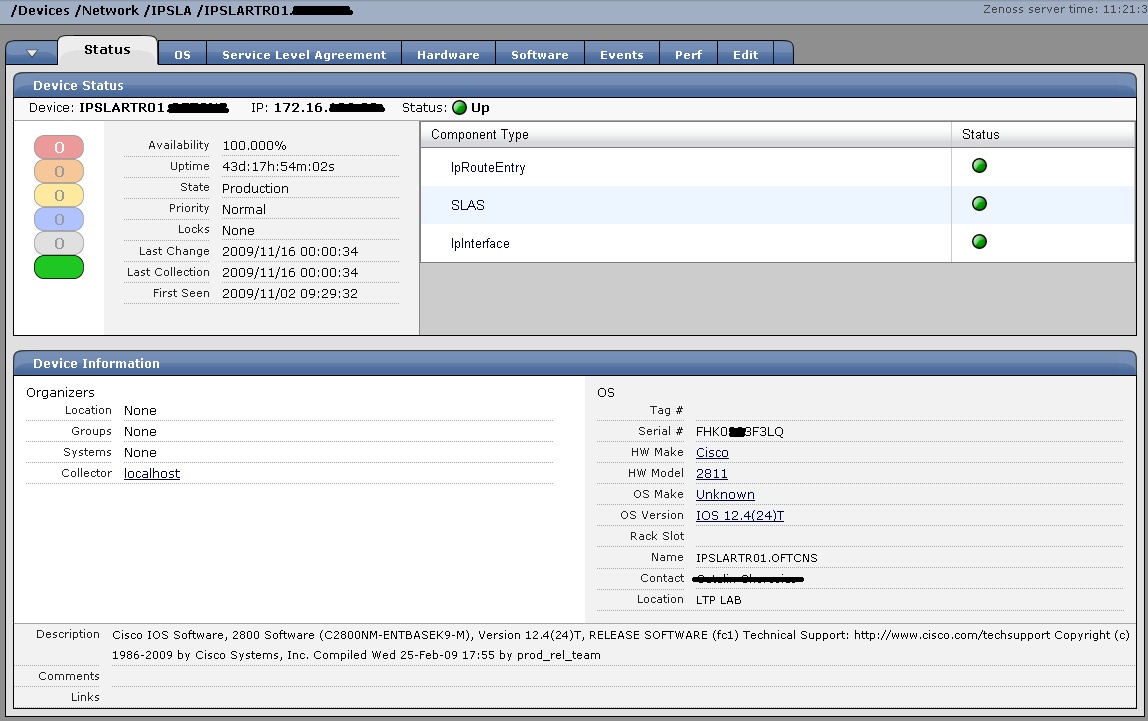 /Devices /Network /IPSLA /IPSLARTR01.
Zenoss server time: 11:21:3
Status OS Service Level Agreement Hardware Software Events Perf Edit
Device Status
Device: IPSLARTR01. IP: 172.16. Status: Up
0
0
0
0
0
Availability 100.000%
Uptime 43d:17h:54m:02s
State Production
Priority Normal
Locks None
Last Change 2009/11/16 00:00:34
Last Collection 2009/11/16 00:00:34
First Seen 2009/11/02 09:29:32
Component Type Status
IpRouteEntry
SLAS
IpInterface
Device Information
Organizers
Location None
Groups None
Systems None
Collector localhost
OS
Tag #
Serial # FHK0 3F3LQ
HW Make Cisco
HW Model 2811
OS Make Unknown
OS Version IOS 12.4(24)T
Rack Slot
Name IPSLARTR01.OFTCNS
Contact
Location LTP LAB
Description Cisco IOS Software, 2800 Software (C2800NM-ENTBASEK9-M), Version 12.4(24)T, RELEASE SOFTWARE (fc1) Technical Support: http://www.cisco.com/techsupport Copyright (c)
1986-2009 by Cisco Systems, Inc. Compiled Wed 25-Feb-09 17:55 by prod_rel_team
Comments
Links